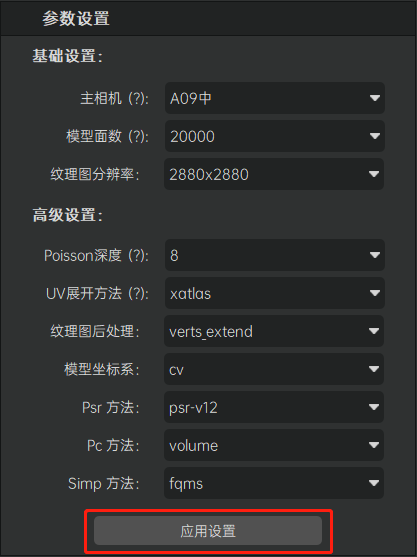 参数设置
基础设置：
主相机 (?): A09中
模型面数 (?): 20000
纹理图分辨率： 2880x2880
高级设置：
Poisson深度 (?): 8
UV展开方法 (?): xatlas
纹理图后处理： verts_extend
模型坐标系： cv
Psr 方法： psr-v12
Pc 方法： volume
Simp 方法： fqms
应用设置